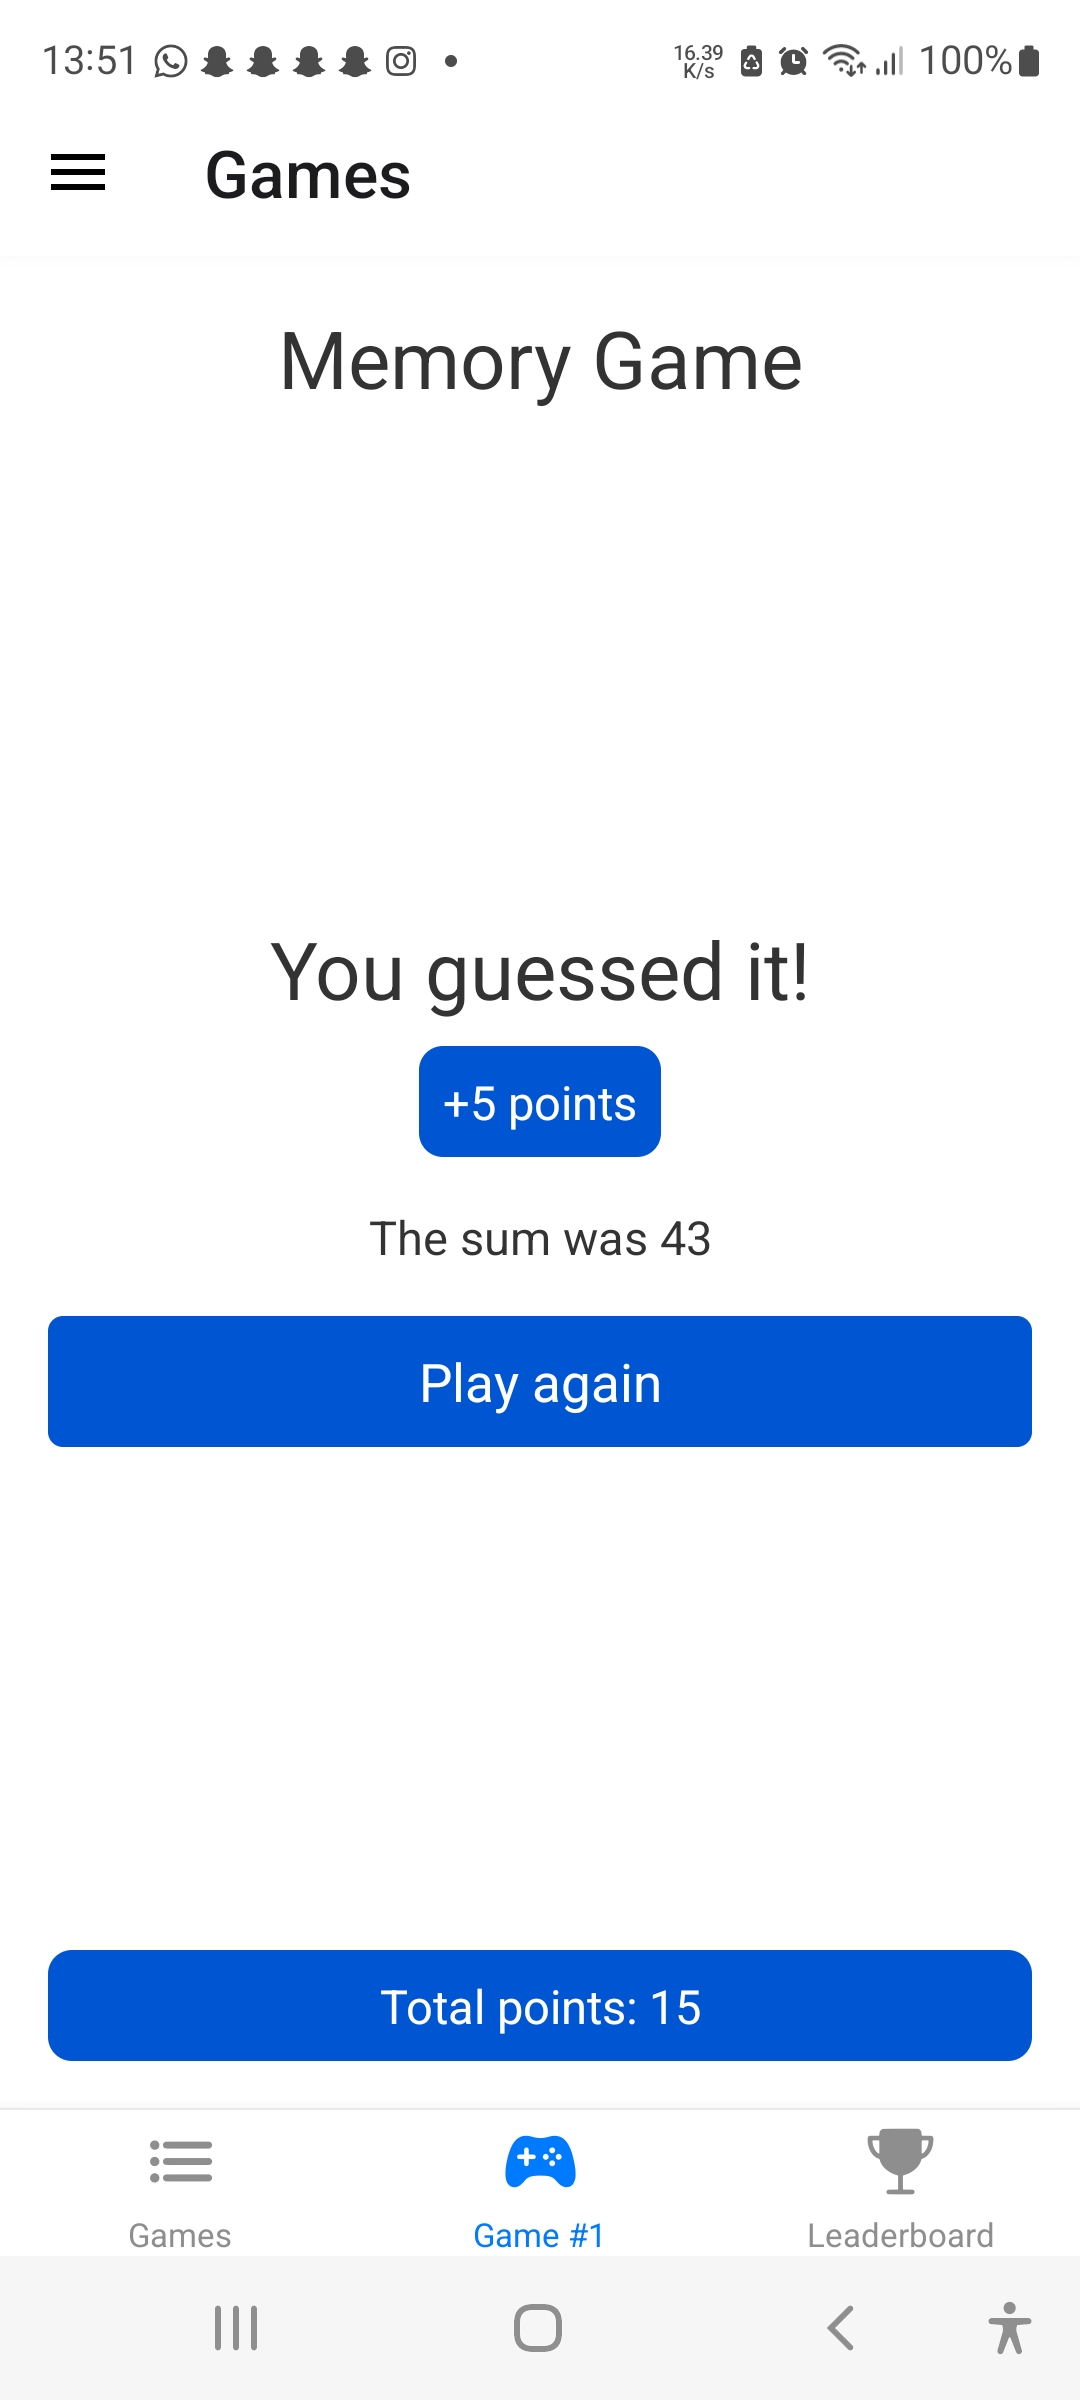 13:51
16.39
K/s
100%
Games
Memory Game
You guessed it!
+5 points
The sum was 43
Play again
Total points: 15
Games
Game #1
Leaderboard